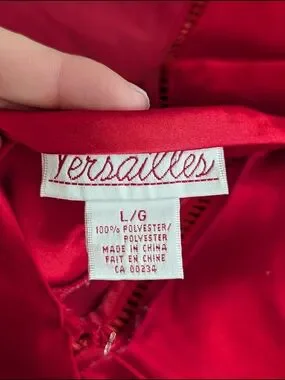 Versailles
L/G
100% POLYESTER/
POLYESTER
MADE IN CHINA
FAIT EN CHINE
CA 00234